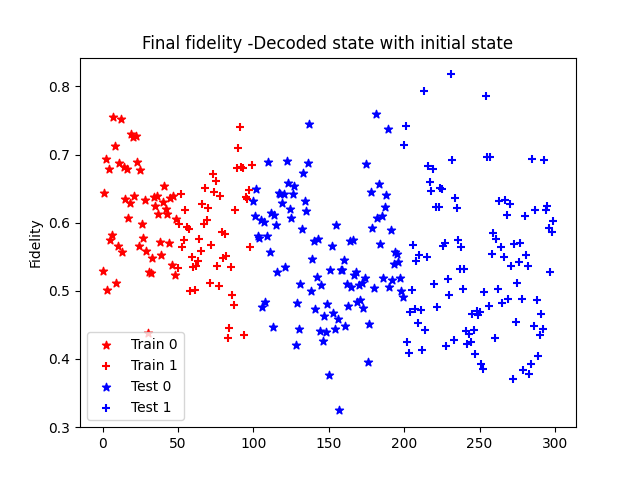 Final fidelity -Decoded state with initial state
Fidelity
0.8
0.7
0.6
0.5
0.4
0.3
Train 0
Train 1
Test 0
Test 1
0 50 100 150 200 250 300